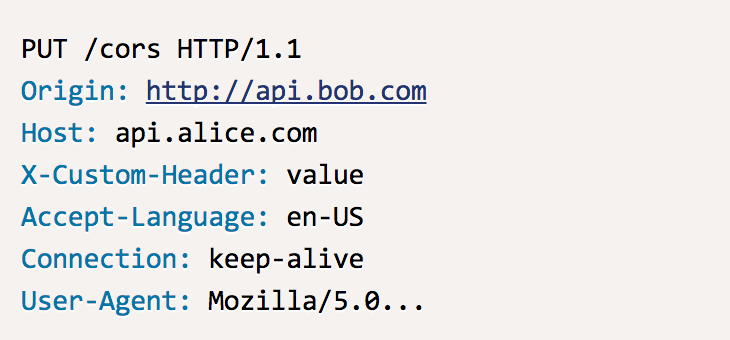 PUT /cors HTTP/1.1
Origin: http://api.bob.com
Host: api.alice.com
X-Custom-Header: value
Accept-Language: en-US
Connection: keep-alive
User-Agent: Mozilla/5.0...